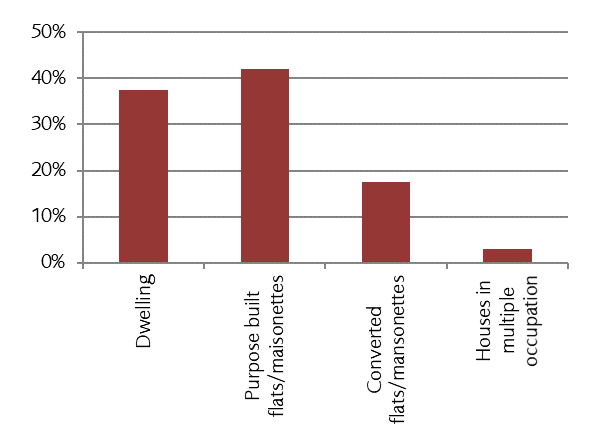 50%
40%
30%
20%
10%
0%
Dwelling
Purpose built
flats/maisonettes
Converted
flats/mansonettes
Houses in
multiple
occupation